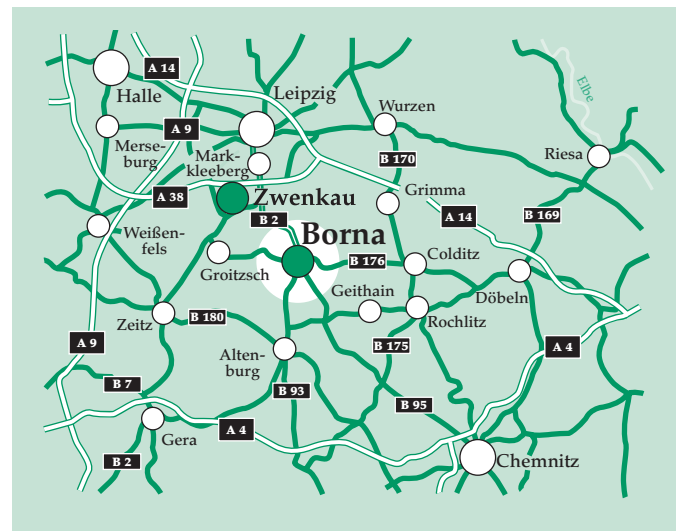 A 14
Halle
Leipzig
Elbe
Wurzen
Merse-
burg
A 9
Mark-
kleeberg
B 170
Riesa
A 38
Zwenkau
Grimma
B 2
A 14
B 169
Weißen-
fels
Borna
Groitzsch
B 176
Colditz
Geithain
Döbeln
Zeitz
B 180
Rochlitz
A 9
Alten-
burg
B 175
A 4
B 7
B 93
B 95
Gera
A 4
B 2
Chemnitz